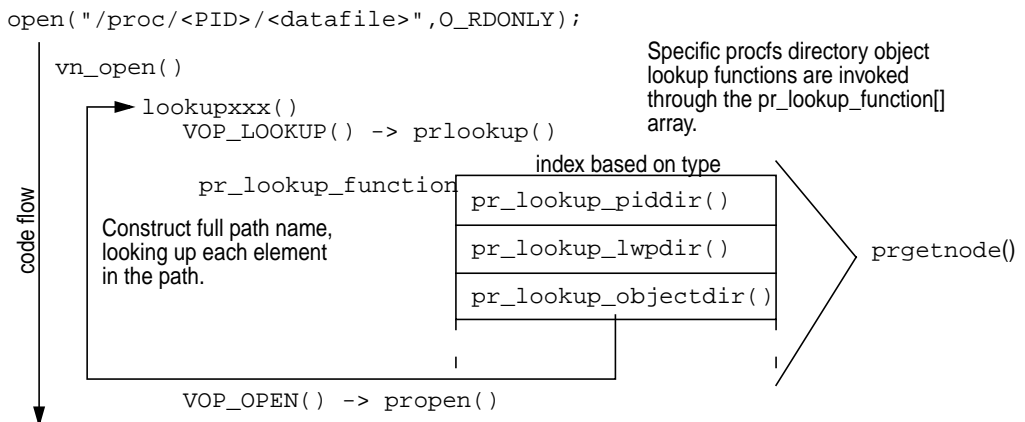 open("/proc/<PID>/<datafile>",O_RDONLY);
vn_open()
Specific procfs directory object
lookup functions are invoked
through the pr_lookup_function[]
array.
lookupxxx()
VOP_LOOKUP() -> prlookup()
index based on type
pr_lookup_function
pr_lookup_piddir()
code flow
Construct full path name,
looking up each element
in the path.
pr_lookup_lwpdir()
prgetnode()
pr_lookup_objectdir()
VOP_OPEN() -> propen()